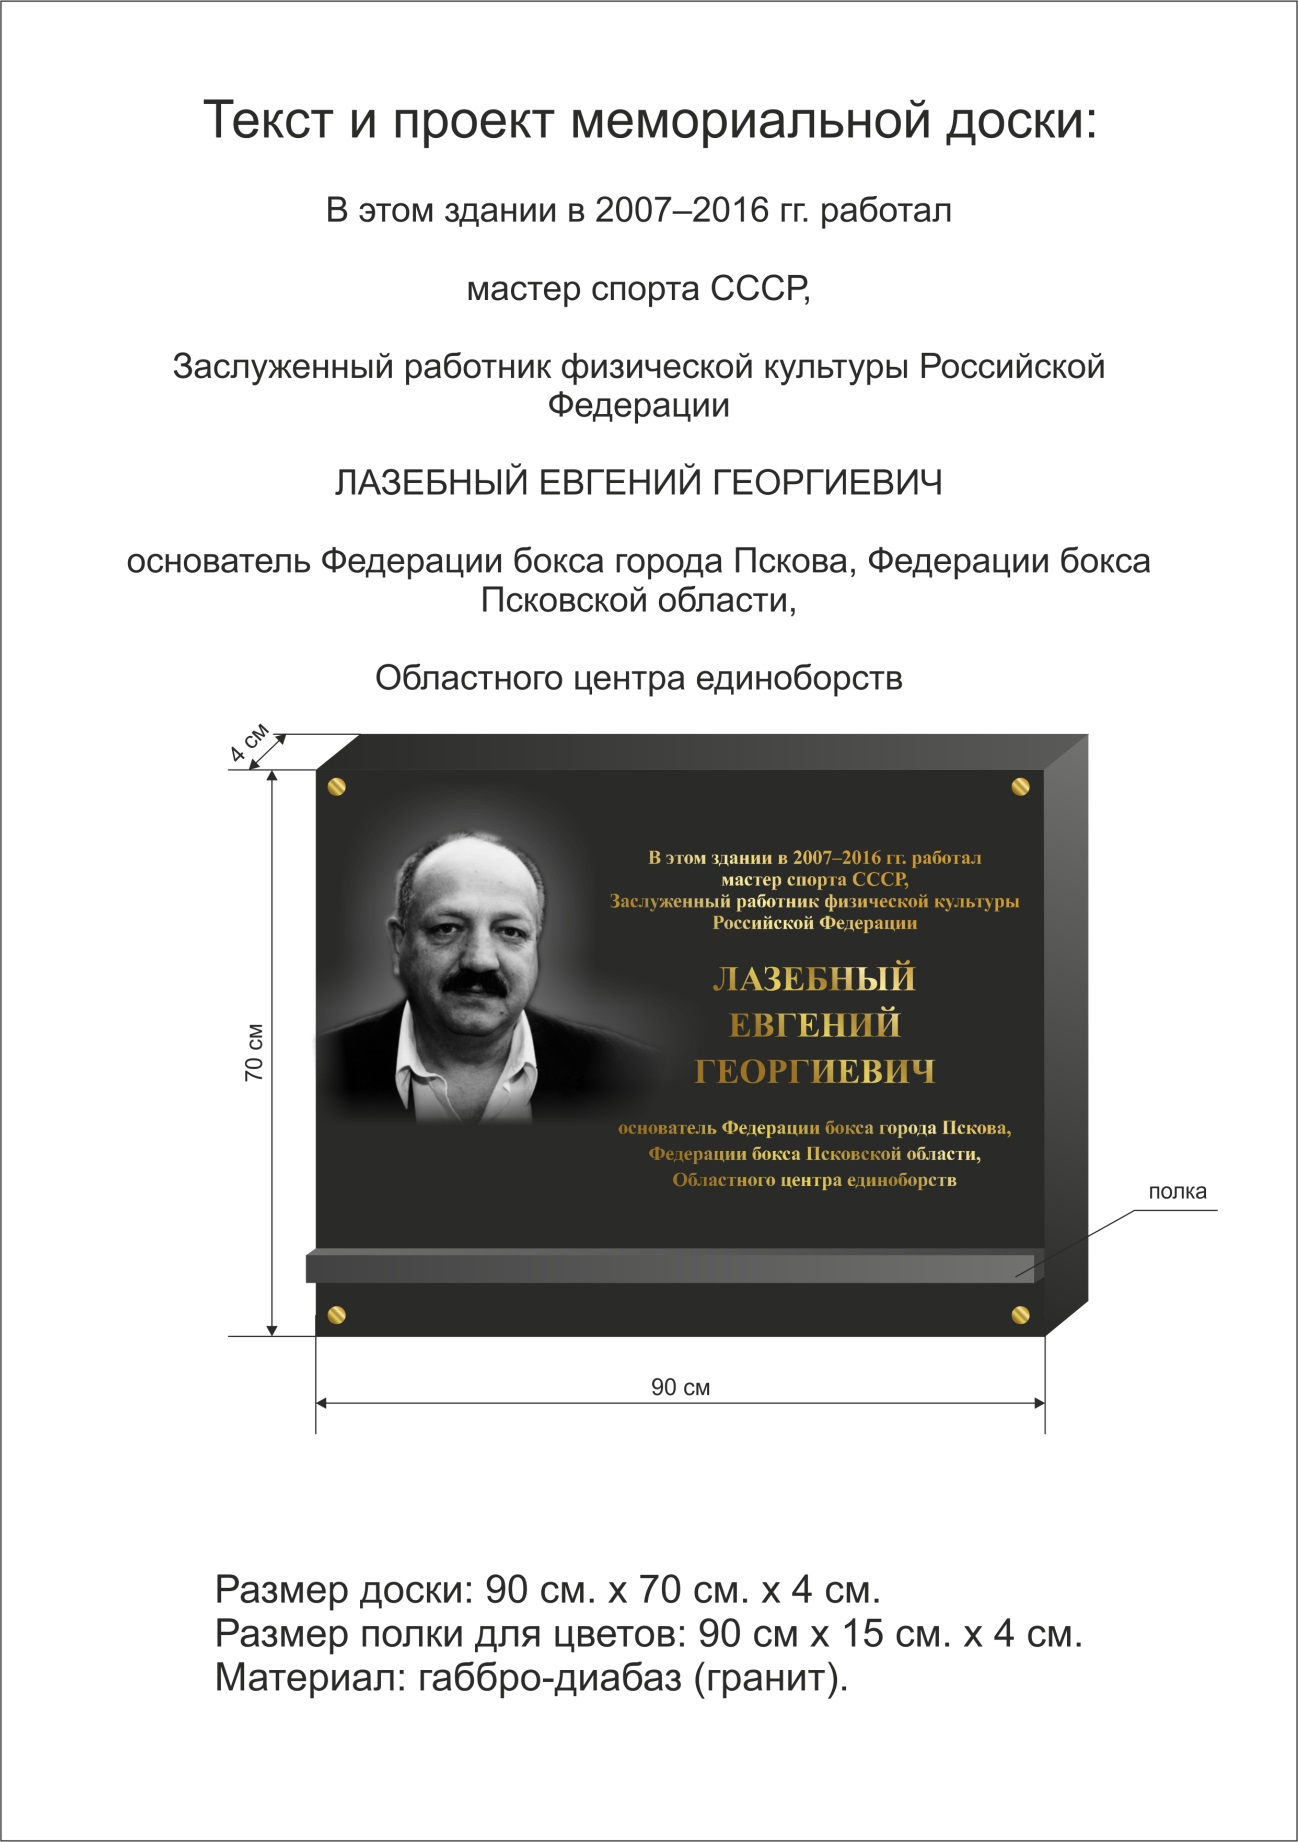 Текст и проект мемориальной доски:
В этом здании в 2007–2016 гг. работал
мастер спорта СССР,
Заслуженный работник физической культуры Российской
Федерации
ЛАЗЕБНЫЙ ЕВГЕНИЙ ГЕОРГИЕВИЧ
основатель Федерации бокса города Пскова, Федерации бокса
Псковской области,
Областного центра единоборств
4 см
В этом здании в 2007–2016 гг. работал
мастер спорта СССР,
Заслуженный работник физической культуры
Российской Федерации
ЛАЗЕБНЫЙ
ЕВГЕНИЙ
ГЕОРГИЕВИЧ
70 см
основатель Федерации бокса города Пскова,
Федерации бокса Псковской области,
Областного центра единоборств
полка
90 см
Размер доски: 90 см. х 70 см. х 4 см.
Размер полки для цветов: 90 см х 15 см. х 4 см.
Материал: габбро-диабаз (гранит).